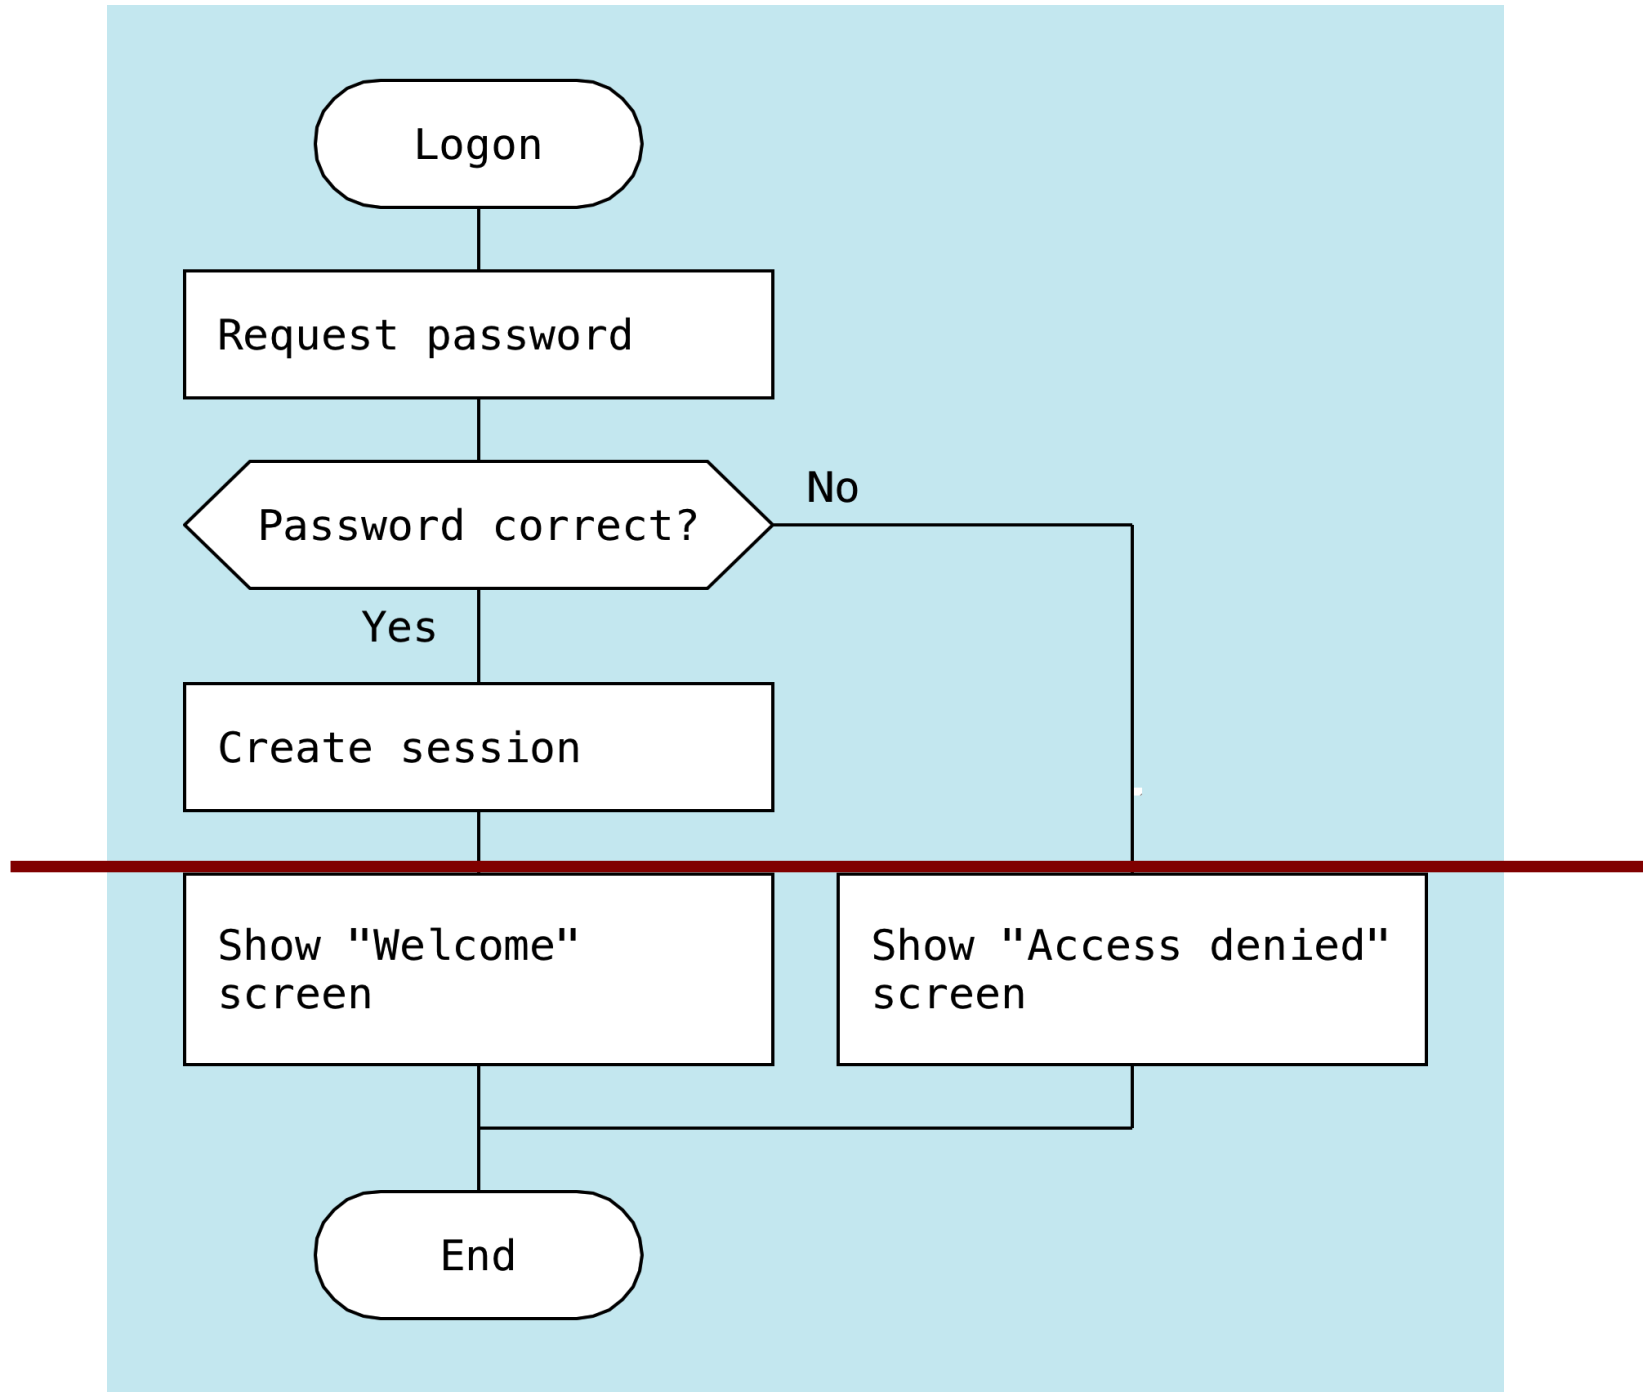 Logon
Request password
Password correct?
No
Yes
Create session
Show "Welcome"
screen
Show "Access denied"
screen
End